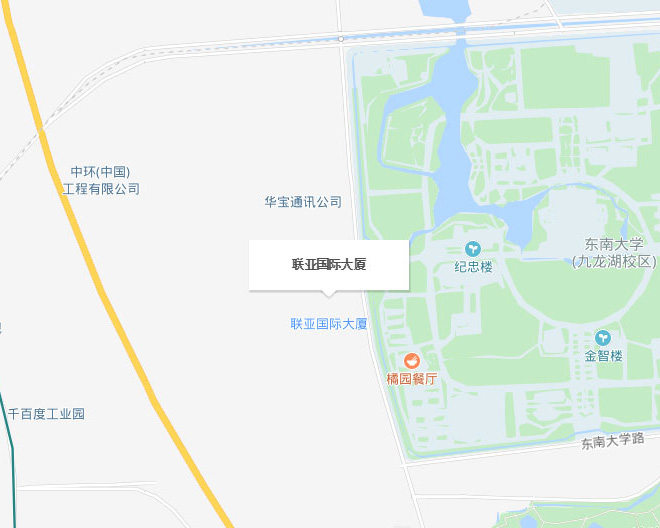 中环(中国)
工程有限公司
华宝通讯公司
东南大学
(九龙湖校区)
纪忠楼
联亚国际大厦
联亚国际大厦
金智楼
橘园餐厅
千百度工业园
东南大学路